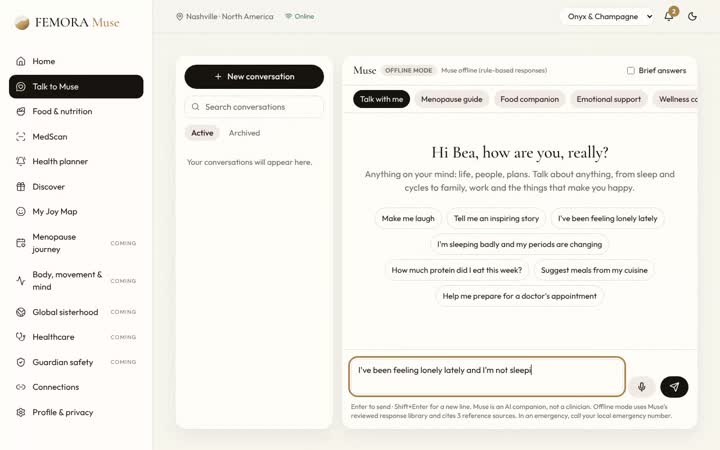 FEMORA Muse
Home
Talk to Muse
Food & nutrition
MedScan
Health planner
Discover
My Joy Map
Menopause journey COMING
Body, movement & mind COMING
Global sisterhood COMING
Healthcare COMING
Guardian safety COMING
Connections
Profile & privacy
Nashville · North America
Online
Onyx & Champagne
2
+ New conversation
Search conversations
Active Archived
Your conversations will appear here.
Muse OFFLINE MODE Muse offline (rule-based responses) Brief answers
Talk with me Menopause guide Food companion Emotional support Wellness co
Hi Bea, how are you, really?
Anything on your mind: life, people, plans. Talk about anything, from sleep and
cycles to family, work and the things that make you happy.
Make me laugh Tell me an inspiring story I've been feeling lonely lately
I'm sleeping badly and my periods are changing
How much protein did I eat this week? Suggest meals from my cuisine
Help me prepare for a doctor's appointment
I've been feeling lonely lately and I'm not sleepi
Enter to send · Shift+Enter for a new line. Muse is an AI companion, not a clinician. Offline mode uses Muse's
reviewed response library and cites 3 reference sources. In an emergency, call your local emergency number.